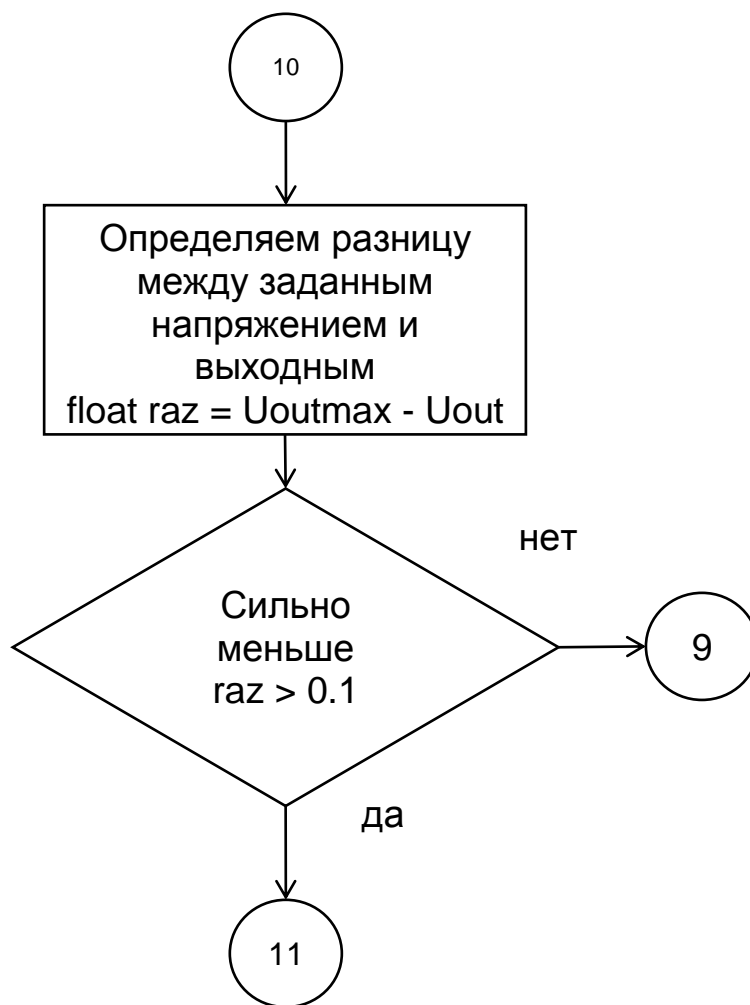 10
Определяем разницу
между заданным
напряжением и
выходным
float raz = Uoutmax - Uout
нет
Сильно
меньше
raz > 0.1
9
да
11